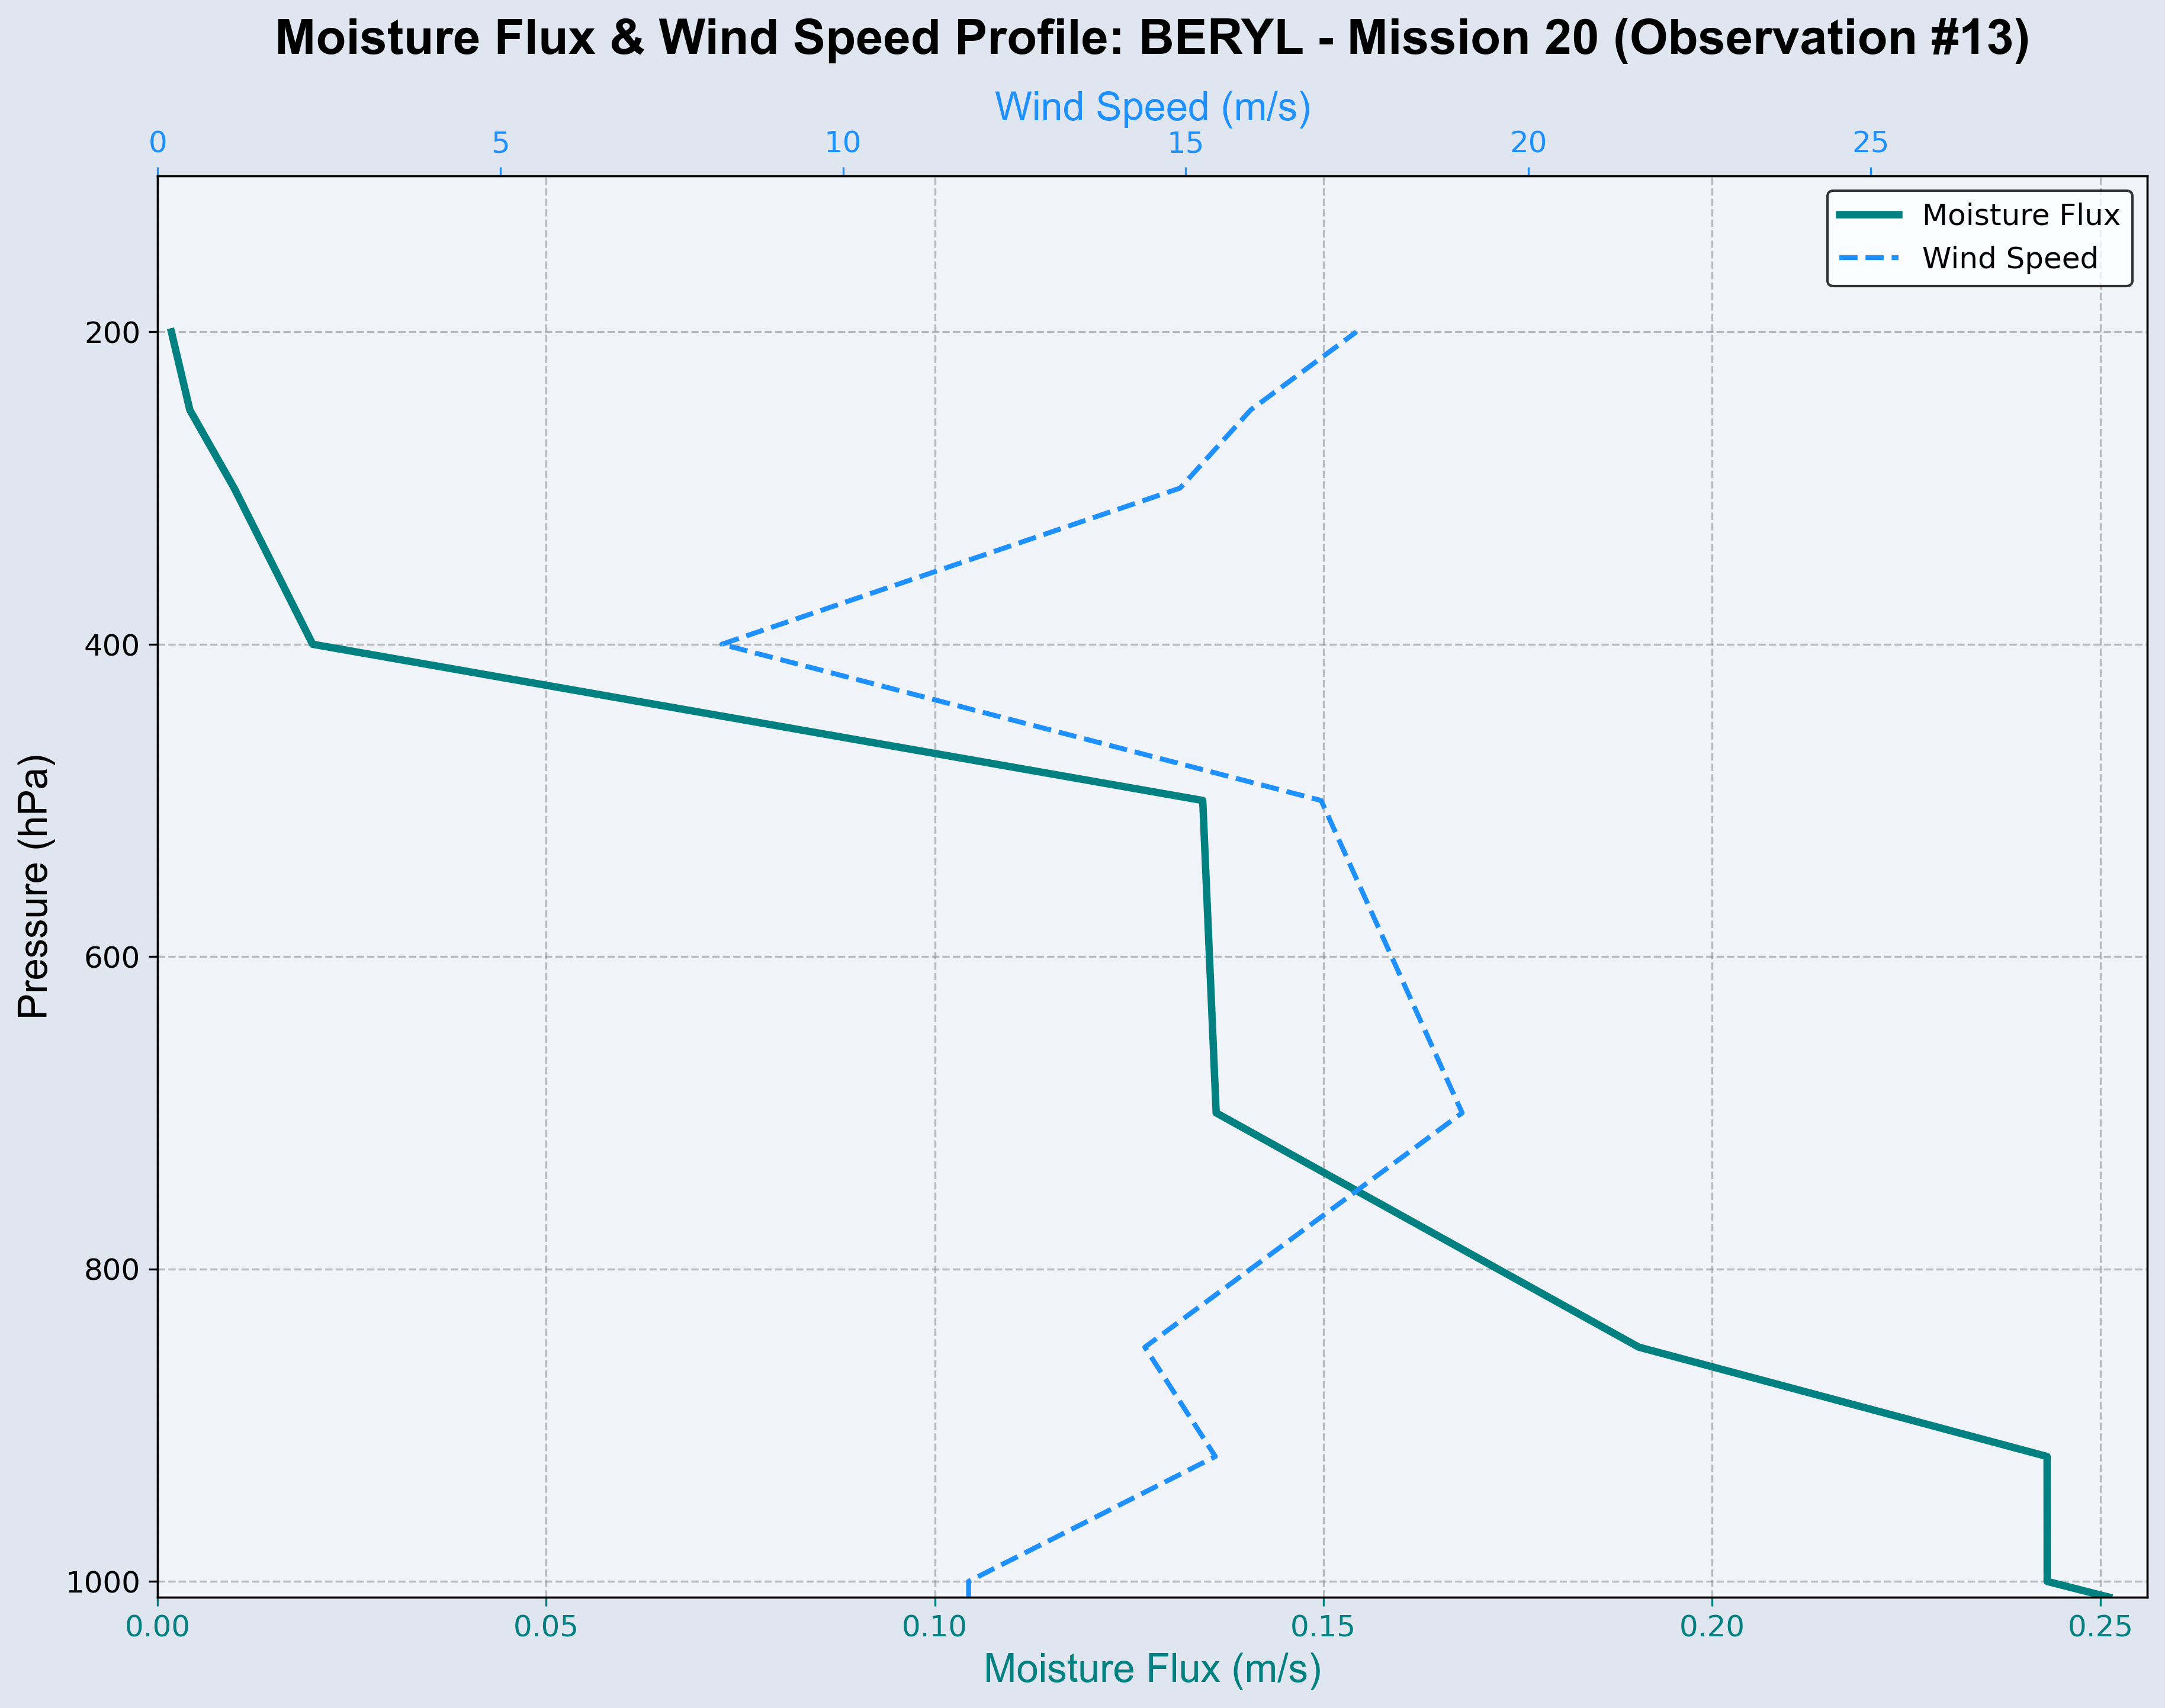 Moisture Flux & Wind Speed Profile: BERYL - Mission 20 (Observation #13)
Wind Speed (m/s)
0 5 10 15 20 25
Moisture Flux
Wind Speed
200
400
600
800
1000
Pressure (hPa)
0.00 0.05 0.10 0.15 0.20 0.25
Moisture Flux (m/s)